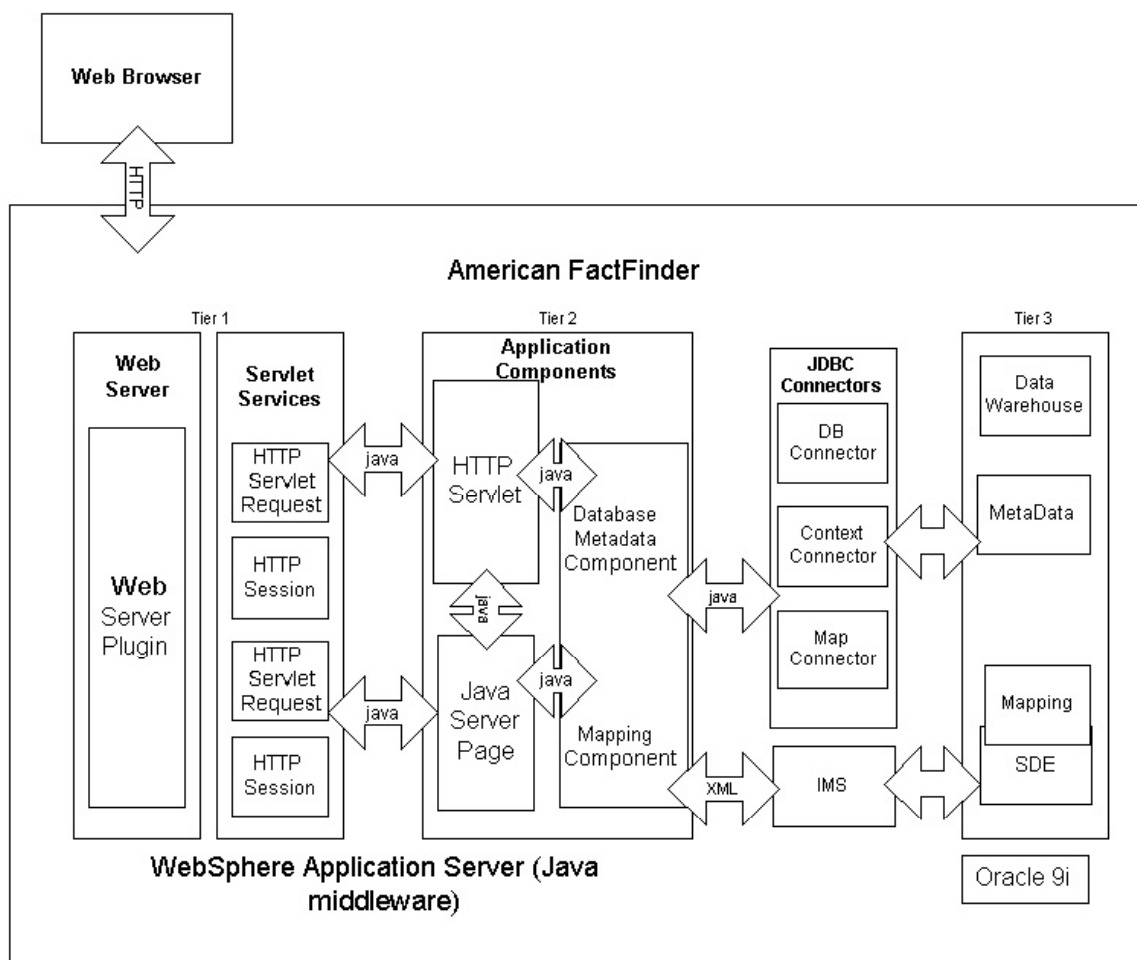 Web Browser
HTTP
American FactFinder
Tier 1
Web
Server
Web
Server
Plugin
Servlet
Services
HTTP
Servlet
Request
HTTP
Session
HTTP
Servlet
Request
HTTP
Session
java
java
Tier 2
Application
Components
HTTP
Servlet
java
java
Java
Server
Page
java
Database
Metadata
Component
Mapping
Component
java
XML
JDBC
Connectors
DB
Connector
Context
Connector
Map
Connector
IMS
Tier 3
Data
Warehouse
MetaData
Mapping
SDE
WebSphere Application Server (Java
middleware)
Oracle 9i